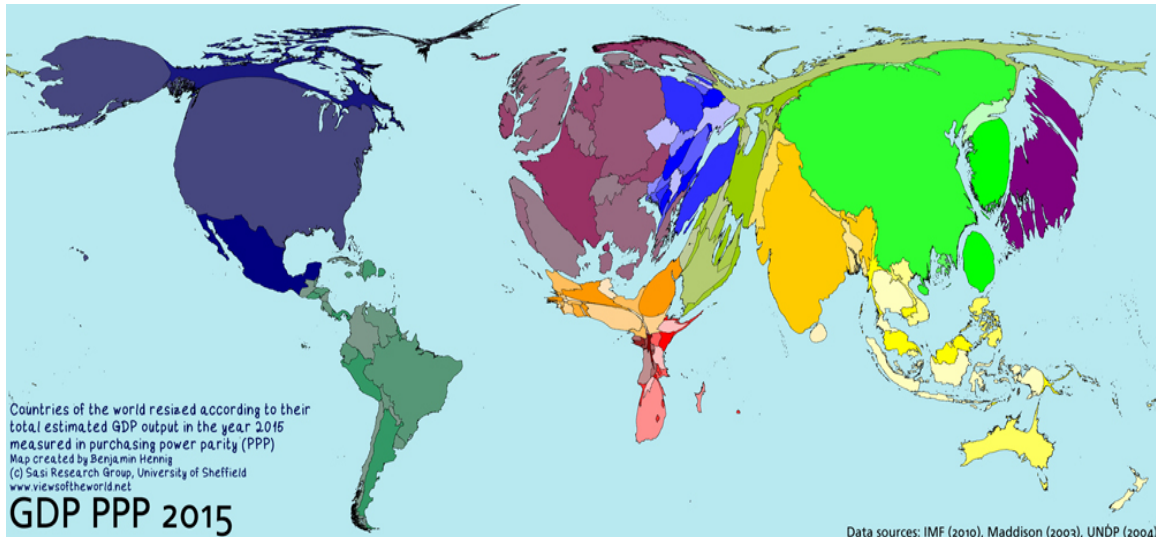 Countries of the world resized according to their
total estimated GDP output in the year 2015
measured in purchasing power parity (PPP)
Map created by Benjamin Hennig
(c) Sasi Research Group, University of Sheffield
www.viewsoftheworld.net
GDP PPP 2015
Data sources: IMF (2010), Maddison (2003), UNDP (2004)